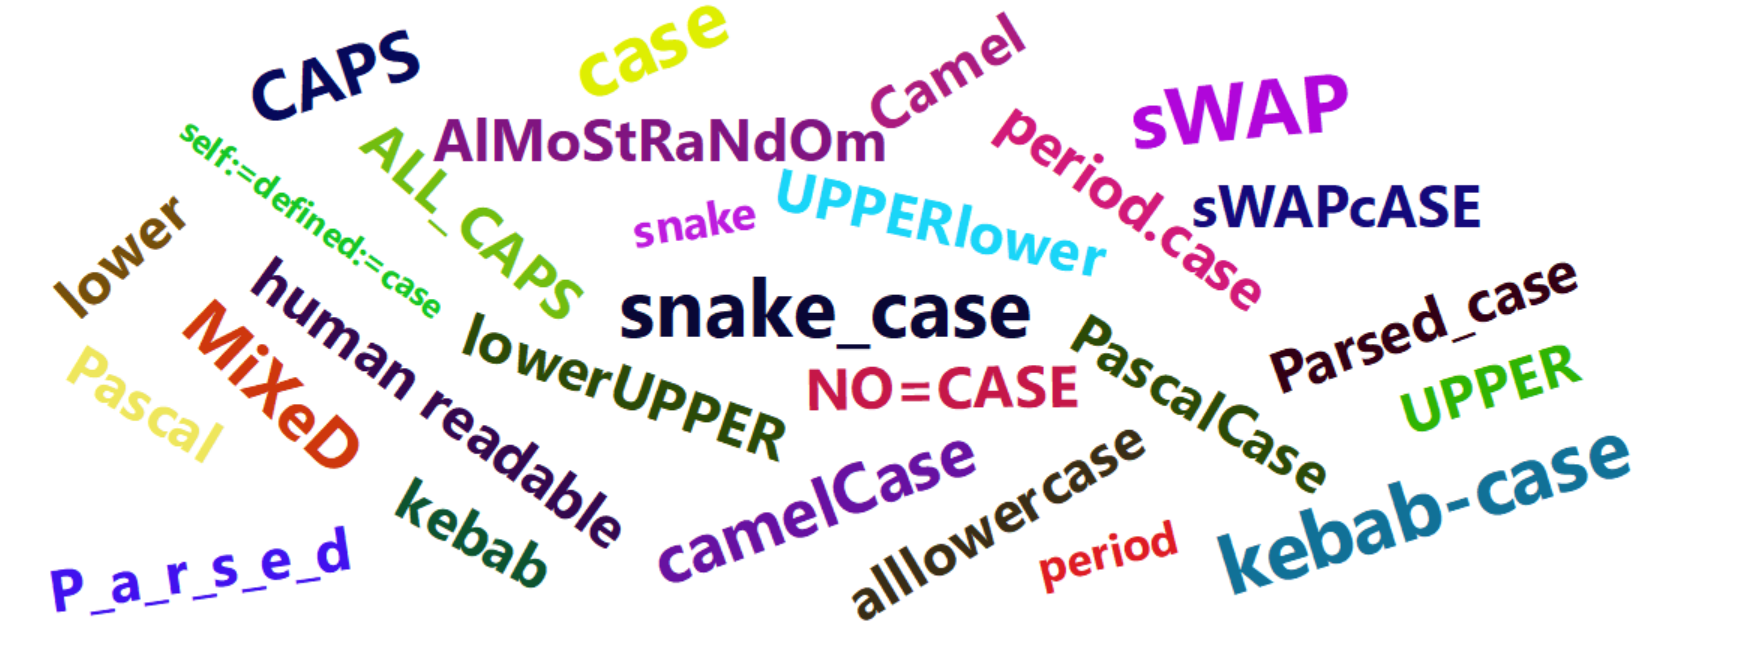 case
CAPS
Camel
sWAP
AlMoStRaNdOm
self:=defined:=case
ALL_CAPS
period.case
snake
UPPERlower
sWAPcASE
lower
human readable
snake_case
Parsed_case
MiXeD
lowerUPPER
NO=CASE
PascalCase
UPPER
Pascal
kebab
camelCase
alllowercase
kebab-case
period
P_a_r_s_e_d